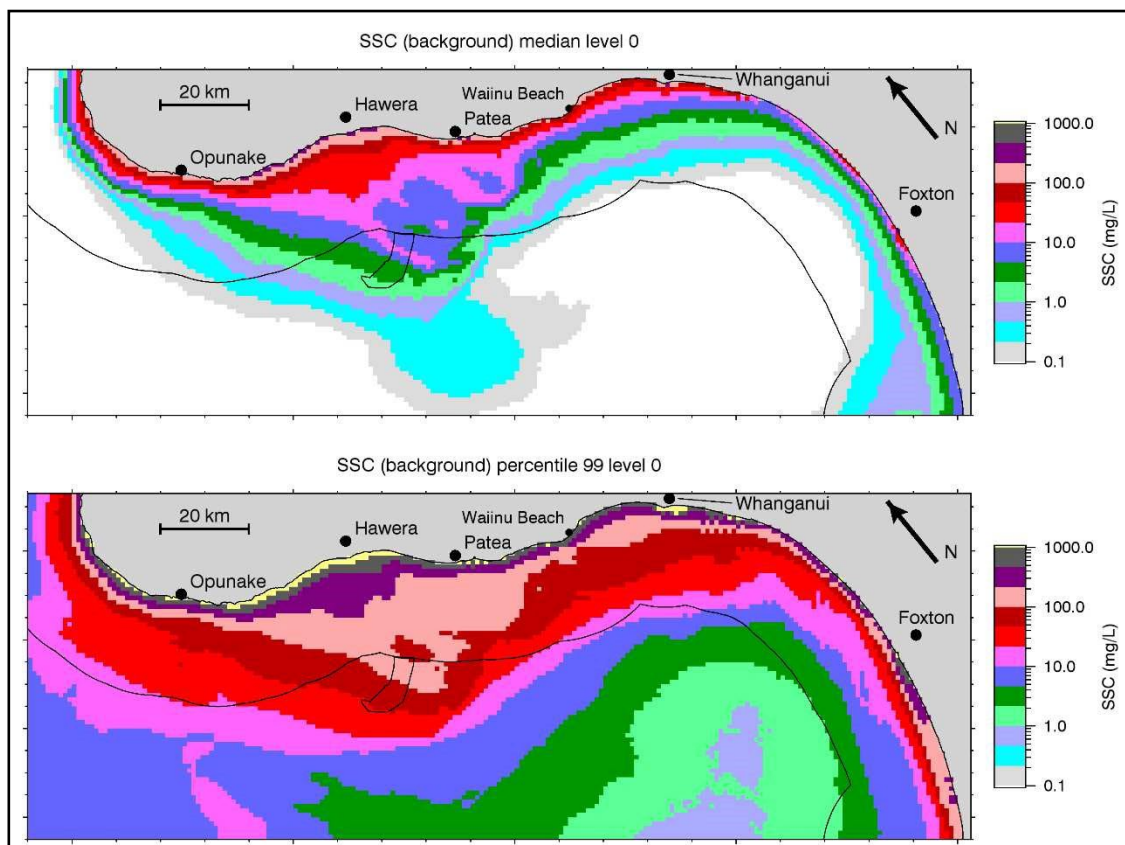 SSC (background) median level 0
20 km
Hawera
Waiinu Beach
Patea
Whanganui
Opunake
N
Foxton
1000.0
100.0
10.0
1.0
0.1
SSC (mg/L)
SSC (background) percentile 99 level 0
20 km
Hawera
Waiinu Beach
Patea
Whanganui
Opunake
N
Foxton
1000.0
100.0
10.0
1.0
0.1
SSC (mg/L)